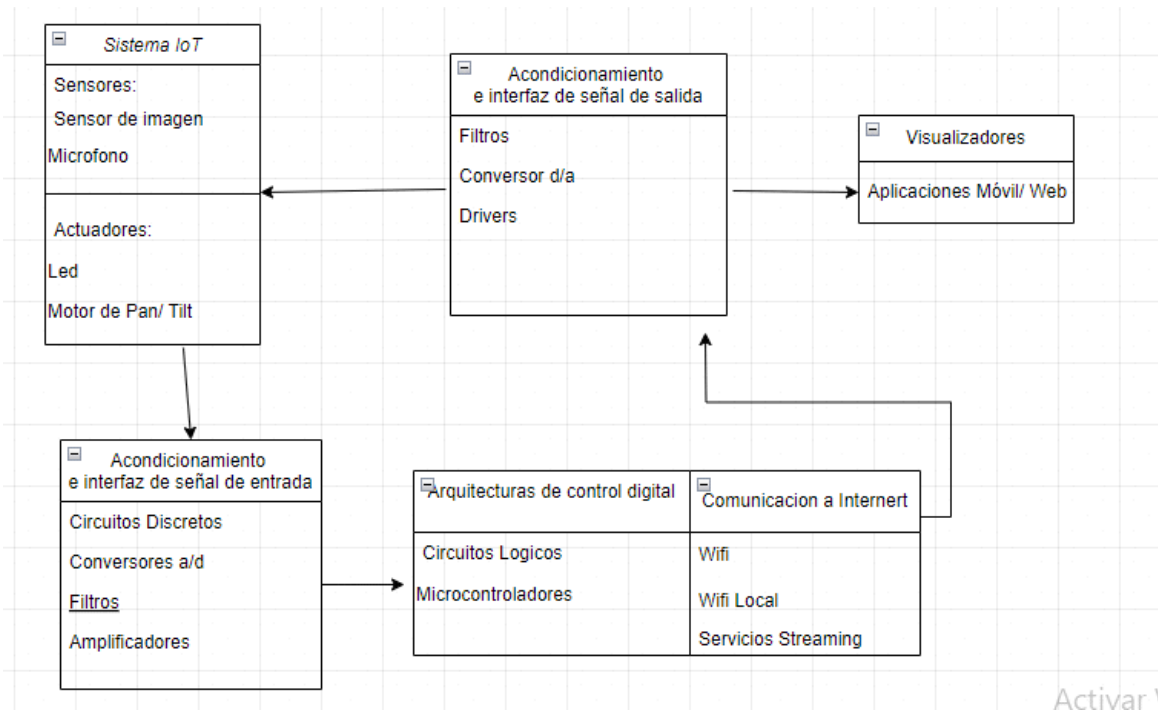 Sistema IoT
Sensores:
Sensor de imagen
Microfono
Actuadores:
Led
Motor de Pan/ Tilt
Acondicionamiento
e interfaz de señal de salida
Filtros
Conversor d/a
Drivers
Visualizadores
Aplicaciones Móvil/ Web
Acondicionamiento
e interfaz de señal de entrada
Circuitos Discretos
Conversores a/d
Filtros
Amplificadores
Arquitecturas de control digital
Circuitos Logicos
Microcontroladores
Comunicacion a Internert
Wifi
Wifi Local
Servicios Streaming
Activar